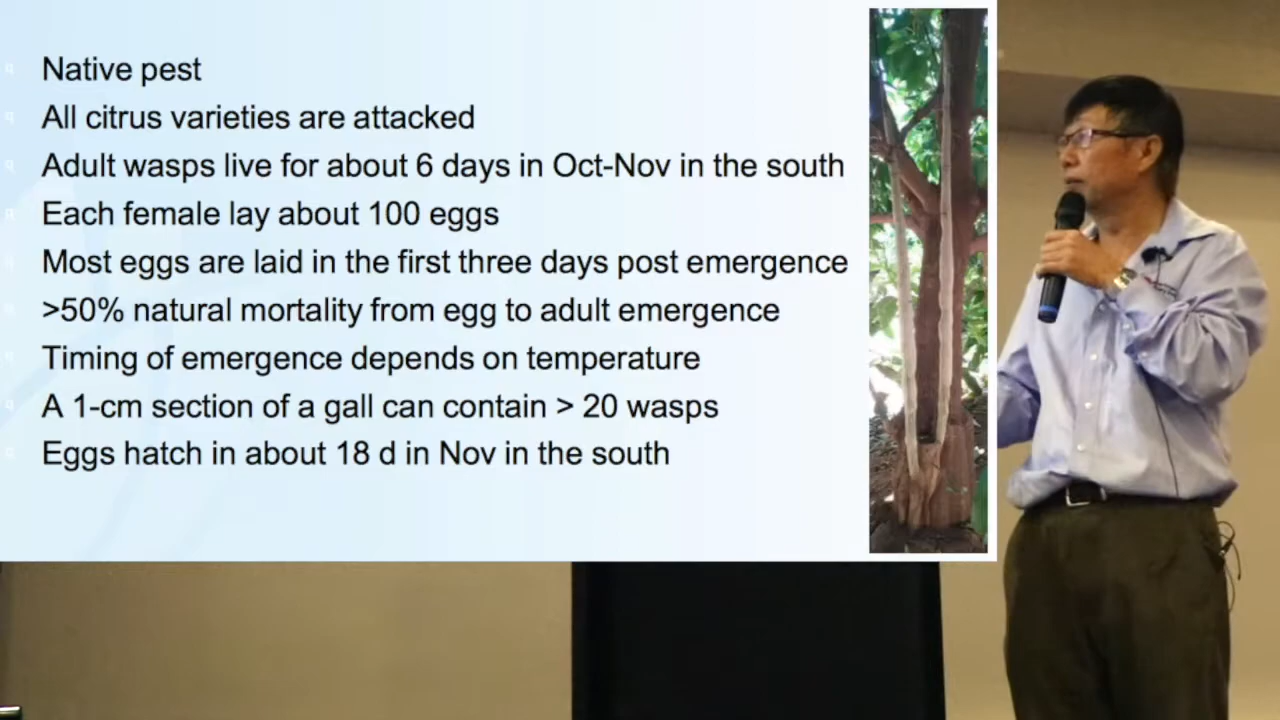 Native pest
All citrus varieties are attacked
Adult wasps live for about 6 days in Oct-Nov in the south
Each female lay about 100 eggs
Most eggs are laid in the first three days post emergence
>50% natural mortality from egg to adult emergence
Timing of emergence depends on temperature
A 1-cm section of a gall can contain > 20 wasps
Eggs hatch in about 18 d in Nov in the south